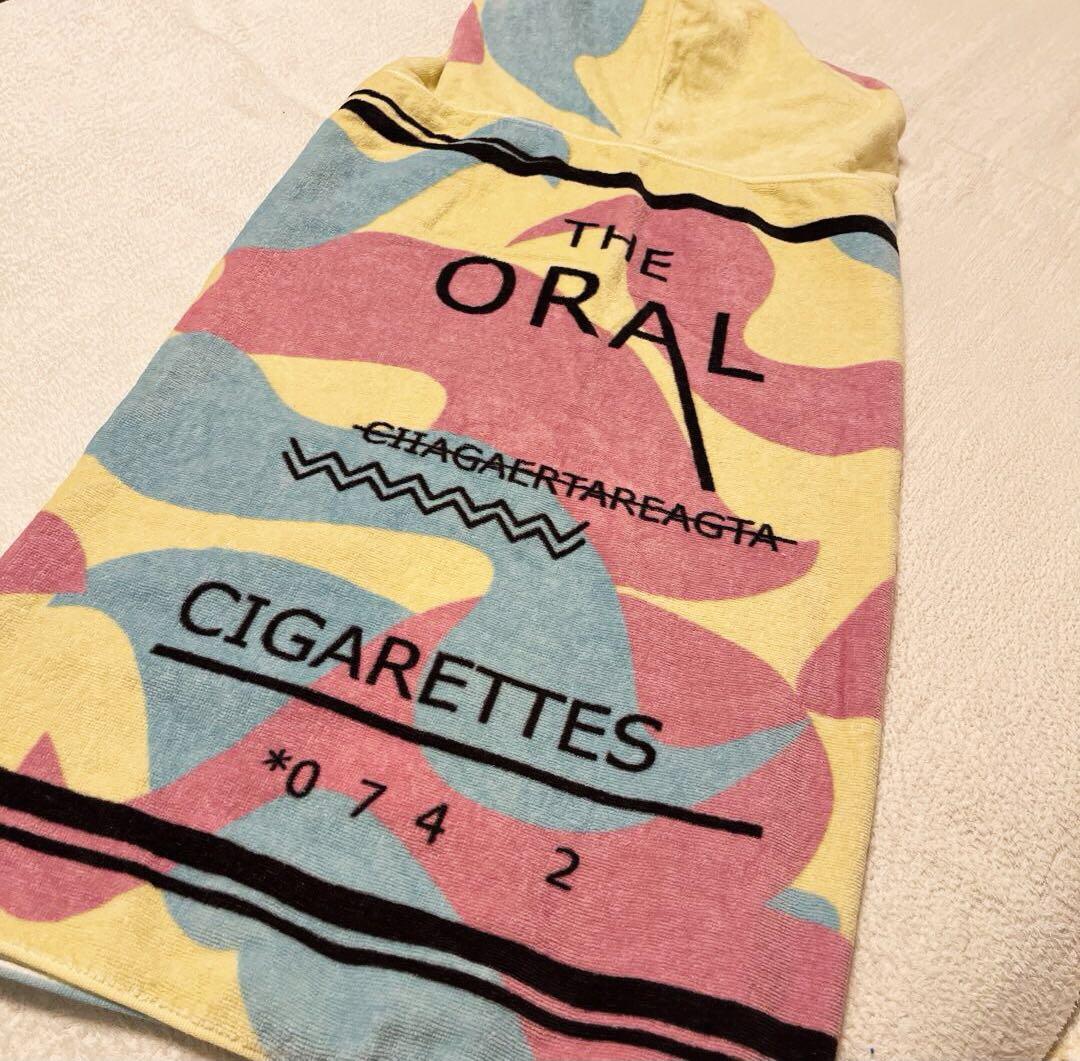 THE
ORAL
CHAGAERTAREAGTA
CIGARETTES
*0 7 4 2